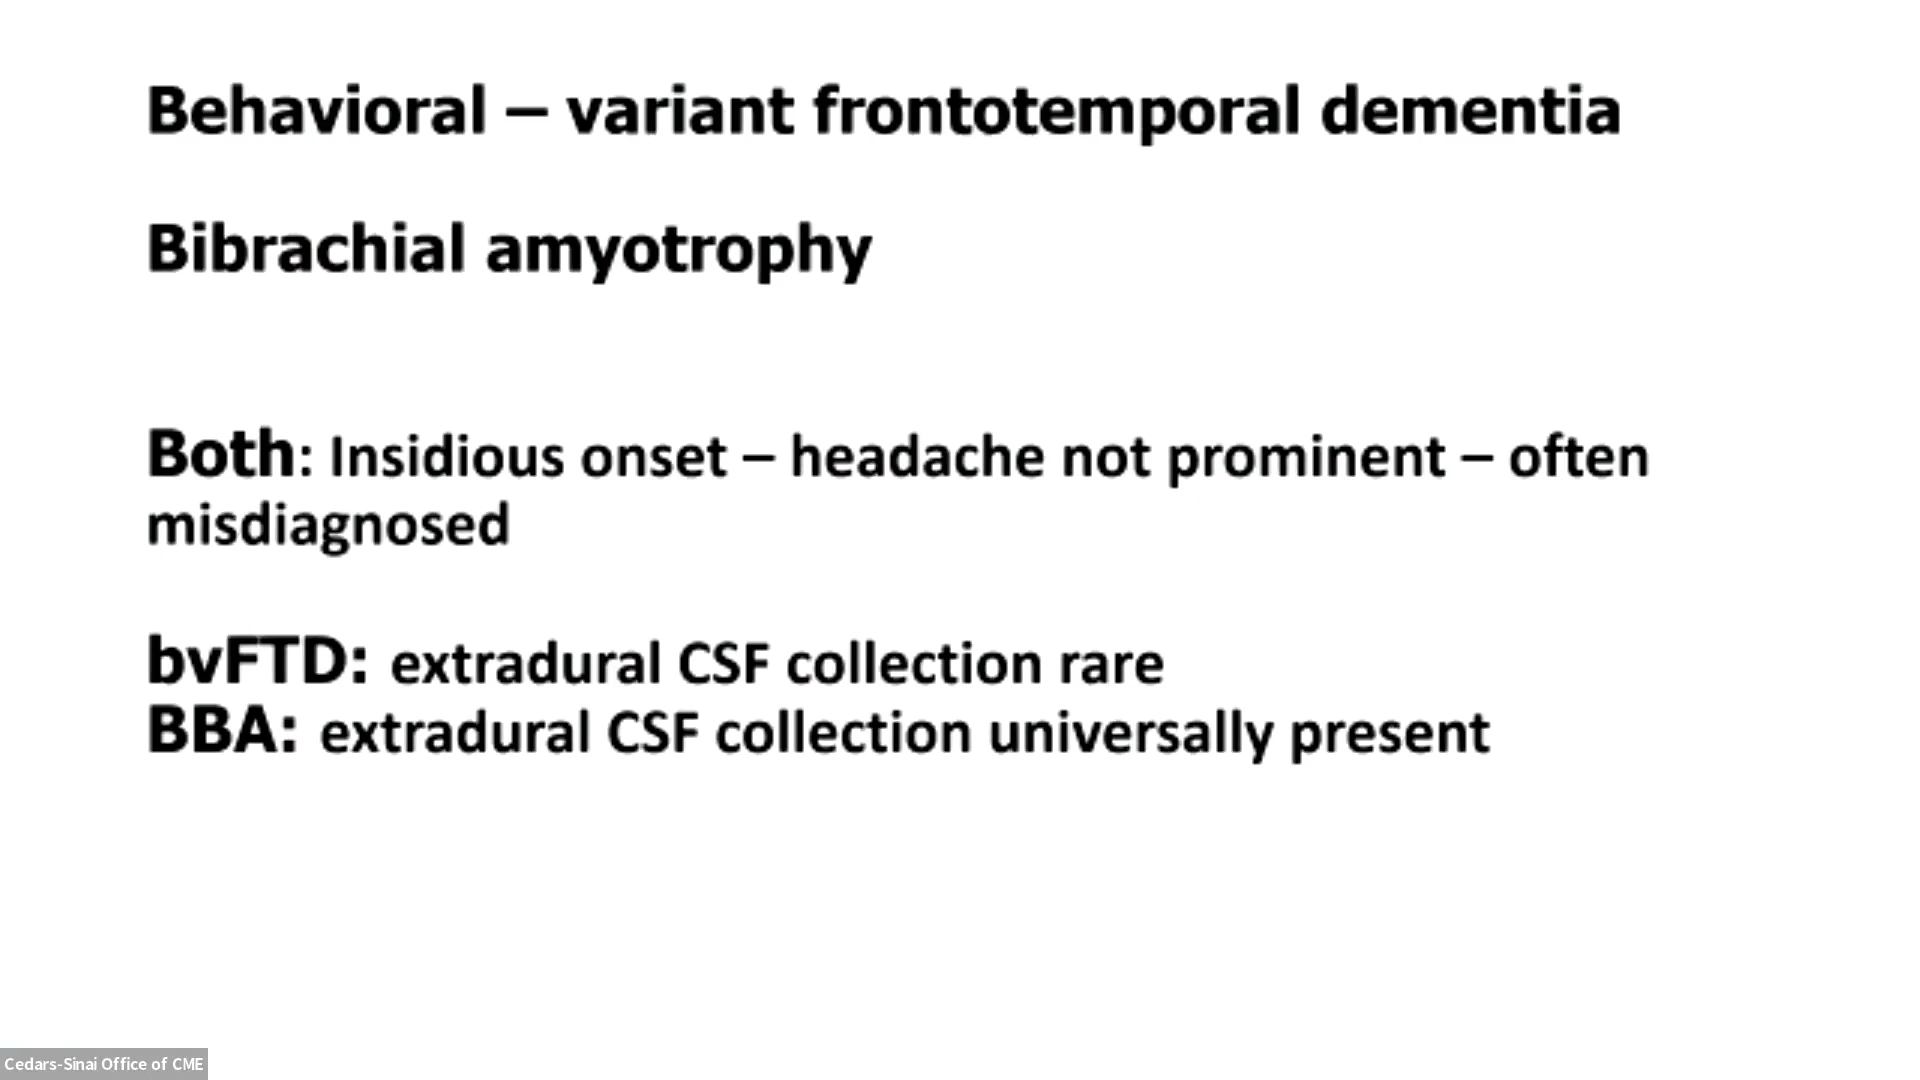 Behavioral – variant frontotemporal dementia
Bibrachial amyotrophy
Both: Insidious onset – headache not prominent – often
misdiagnosed
bvFTD: extradural CSF collection rare
BBA: extradural CSF collection universally present
Cedars-Sinai Office of CME